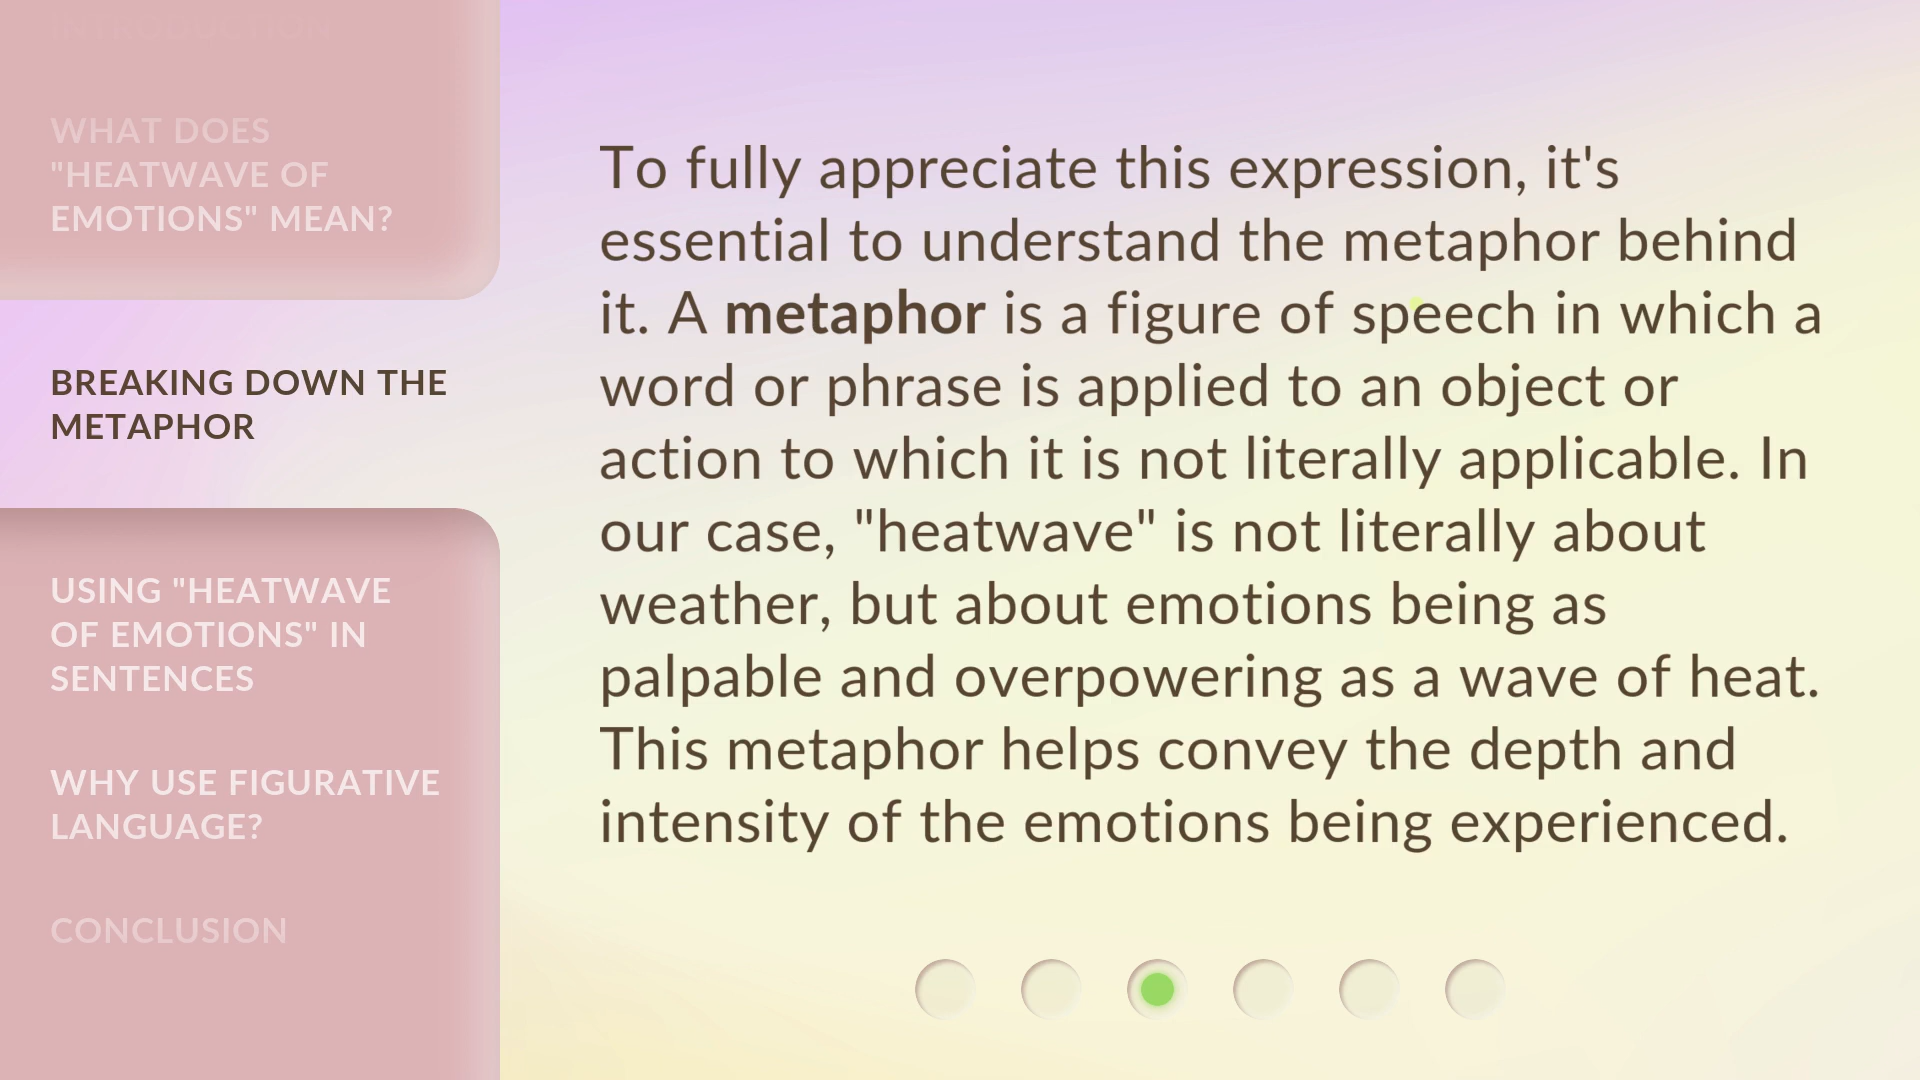 INTRODUCTION
WHAT DOES
"HEATWAVE OF
EMOTIONS" MEAN?
BREAKING DOWN THE
METAPHOR
USING "HEATWAVE
OF EMOTIONS" IN
SENTENCES
WHY USE FIGURATIVE
LANGUAGE?
CONCLUSION
To fully appreciate this expression, it's
essential to understand the metaphor behind
it. A metaphor is a figure of speech in which a
word or phrase is applied to an object or
action to which it is not literally applicable. In
our case, "heatwave" is not literally about
weather, but about emotions being as
palpable and overpowering as a wave of heat.
This metaphor helps convey the depth and
intensity of the emotions being experienced.